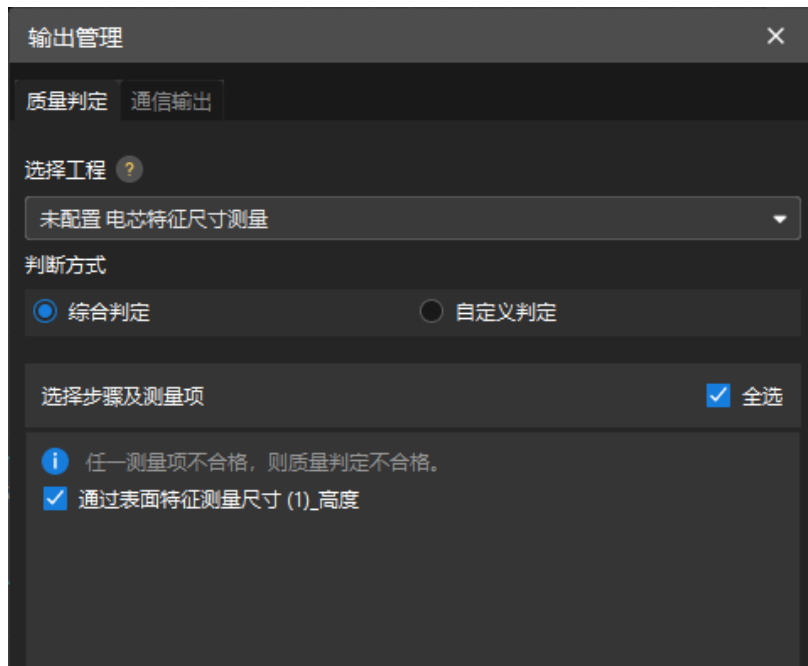 输出管理
质量判定 通信输出
选择工程 ?
未配置 电芯特征尺寸测量
判断方式
综合判定 自定义判定
选择步骤及测量项 全选
任一测量项不合格，则质量判定不合格。
通过表面特征测量尺寸 (1)_高度